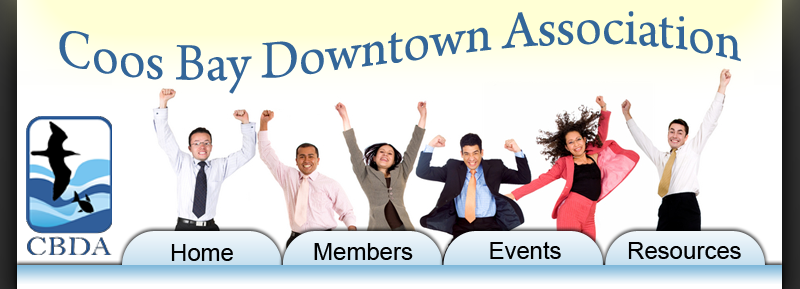 Coos Bay Downtown Association
CBDA
Home Members Events Resources